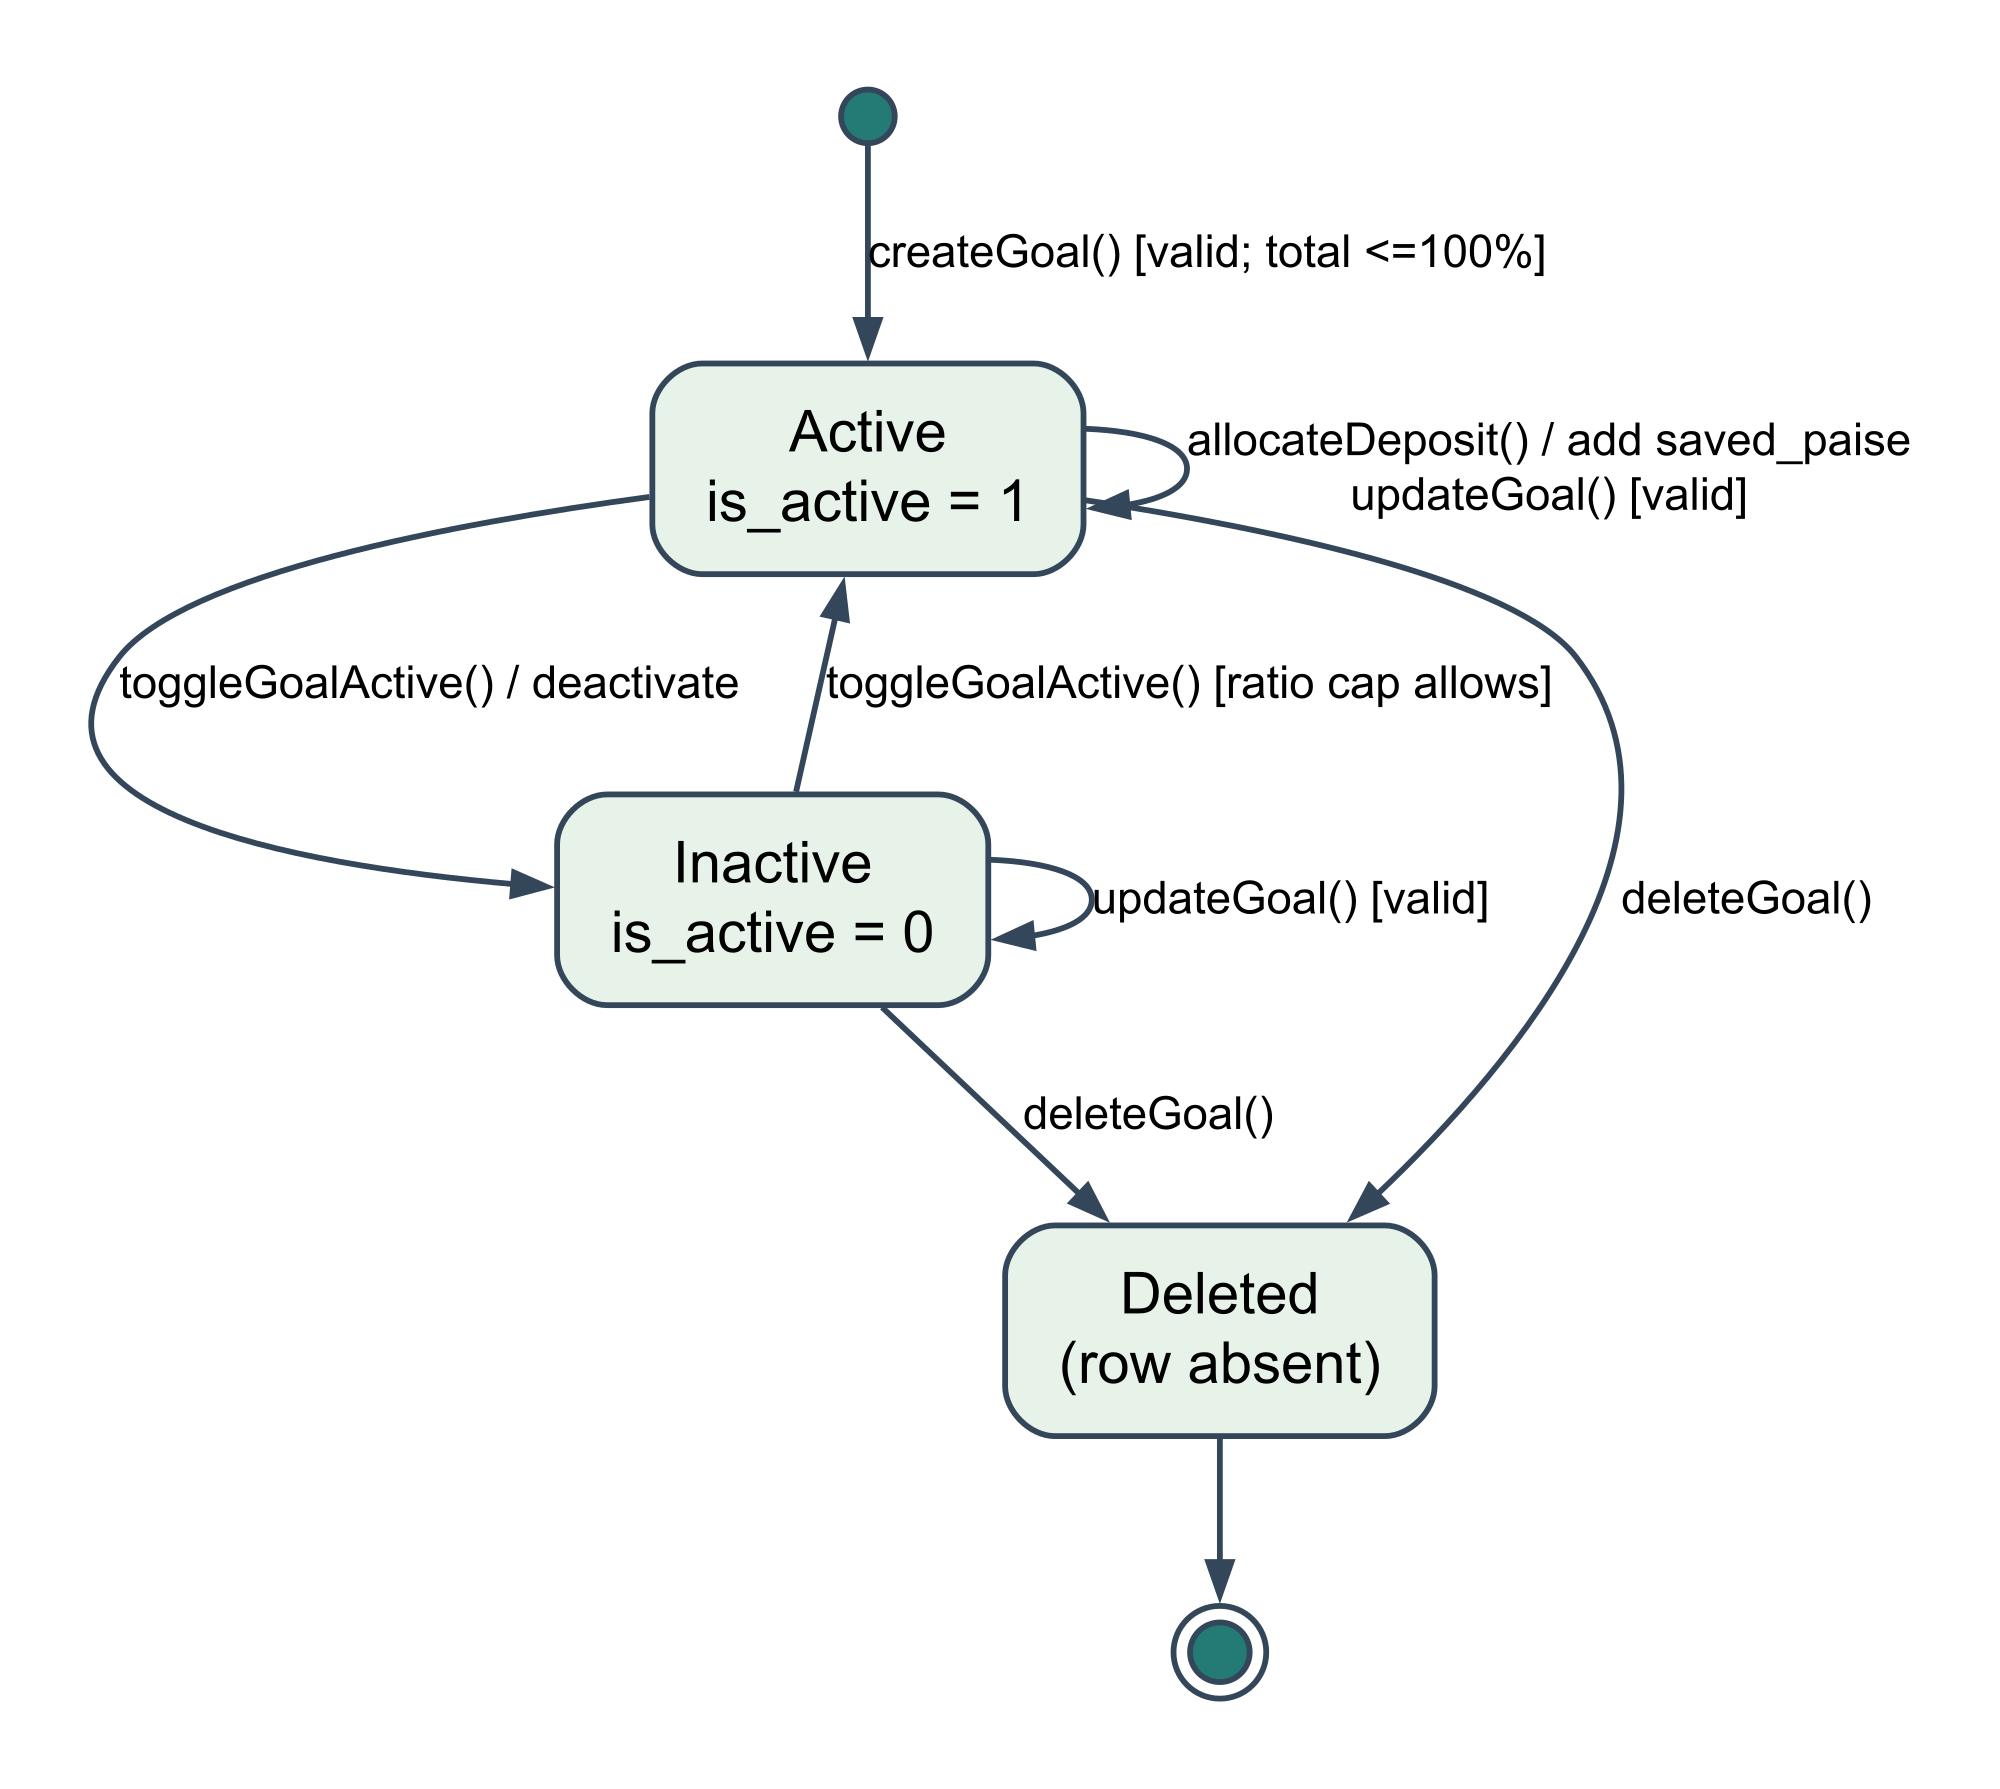 createGoal() [valid; total <=100%]
Active
is_active = 1
allocateDeposit() / add saved_paise
updateGoal() [valid]
toggleGoalActive() / deactivate
toggleGoalActive() [ratio cap allows]
Inactive
is_active = 0
updateGoal() [valid]
deleteGoal()
deleteGoal()
Deleted
(row absent)